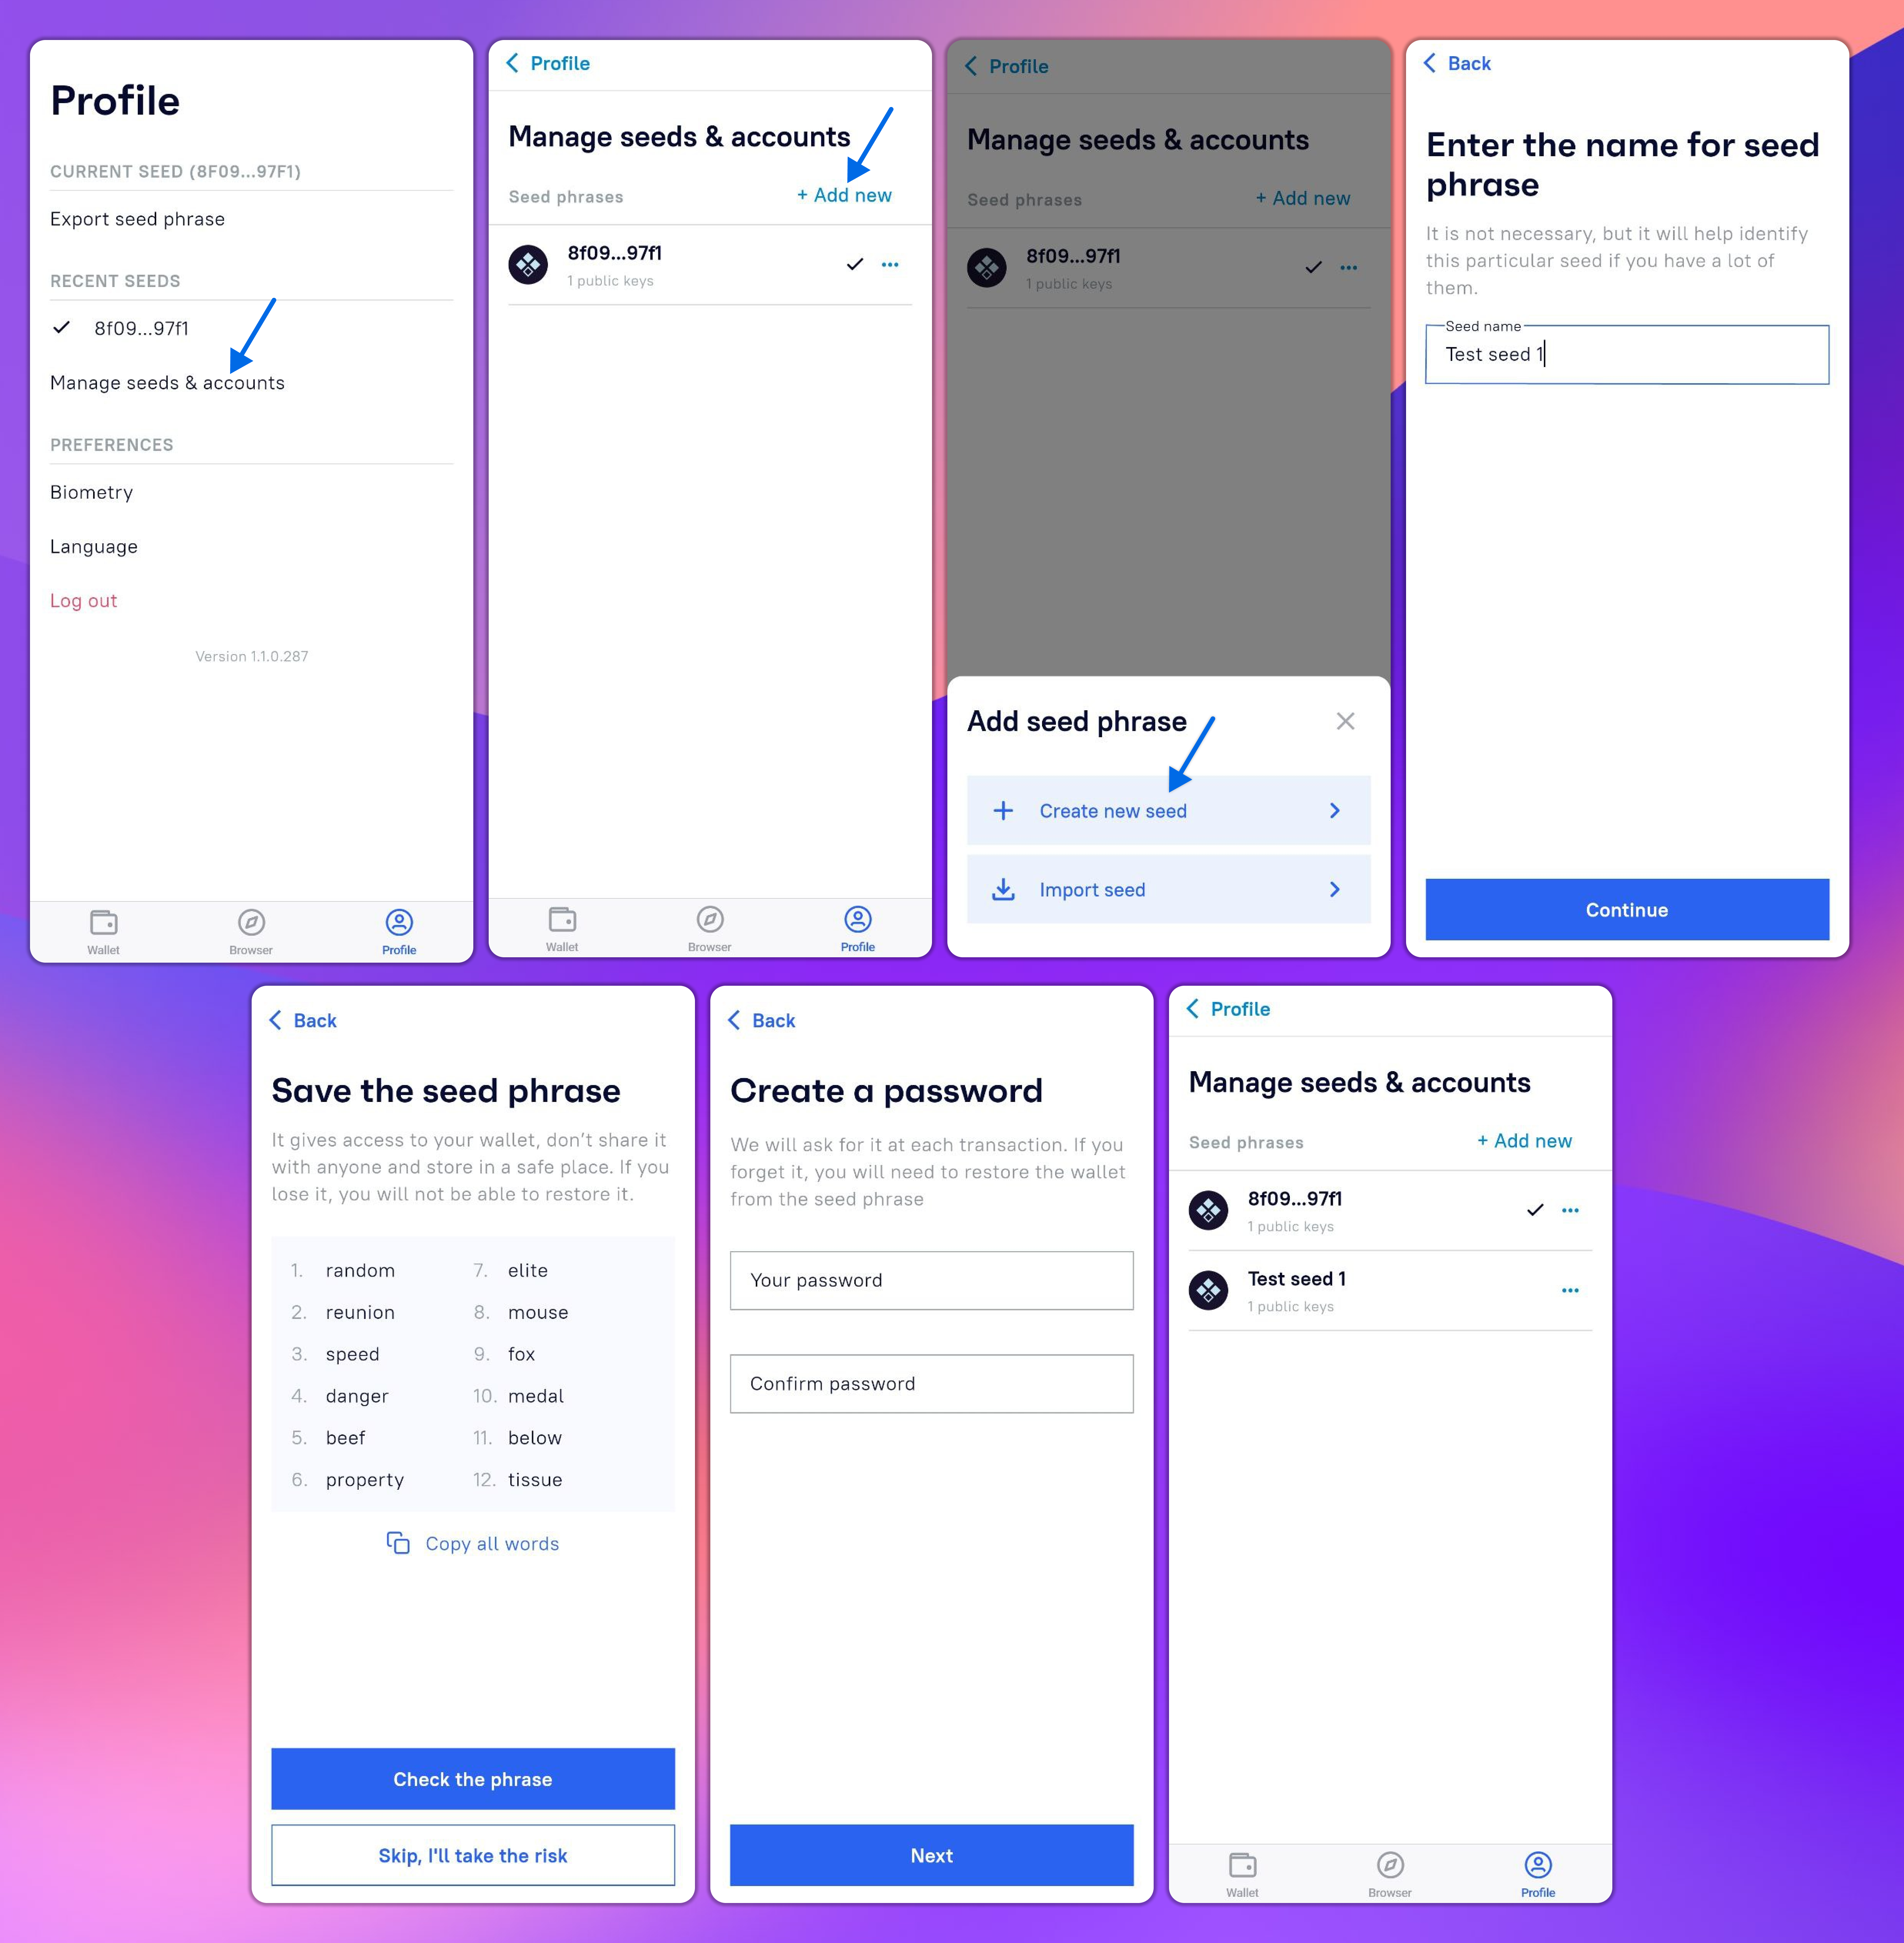 Profile
CURRENT SEED (8F09...97F1)
Export seed phrase
RECENT SEEDS
8f09...97f1
Manage seeds & accounts
PREFERENCES
Biometry
Language
Log out
Version 1.1.0.287
Wallet
Browser
Profile
Profile
Manage seeds & accounts
Seed phrases
+ Add new
8f09...97f1
1 public keys
Wallet
Browser
Profile
Profile
Manage seeds & accounts
Seed phrases
+ Add new
8f09...97f1
1 public keys
Add seed phrase
Create new seed
Import seed
Back
Enter the name for seed
phrase
It is not necessary, but it will help identify
this particular seed if you have a lot of
them.
Seed name
Test seed 1
Continue
Back
Save the seed phrase
It gives access to your wallet, don't share it
with anyone and store in a safe place. If you
lose it, you will not be able to restore it.
1. random
2. reunion
3. speed
4. danger
5. beef
6. property
7. elite
8. mouse
9. fox
10. medal
11. below
12. tissue
Copy all words
Check the phrase
Skip, I'll take the risk
Back
Create a password
We will ask for it at each transaction. If you
forget it, you will need to restore the wallet
from the seed phrase
Your password
Confirm password
Next
Profile
Manage seeds & accounts
Seed phrases
+ Add new
8f09...97f1
1 public keys
Test seed 1
1 public keys
Wallet
Browser
Profile